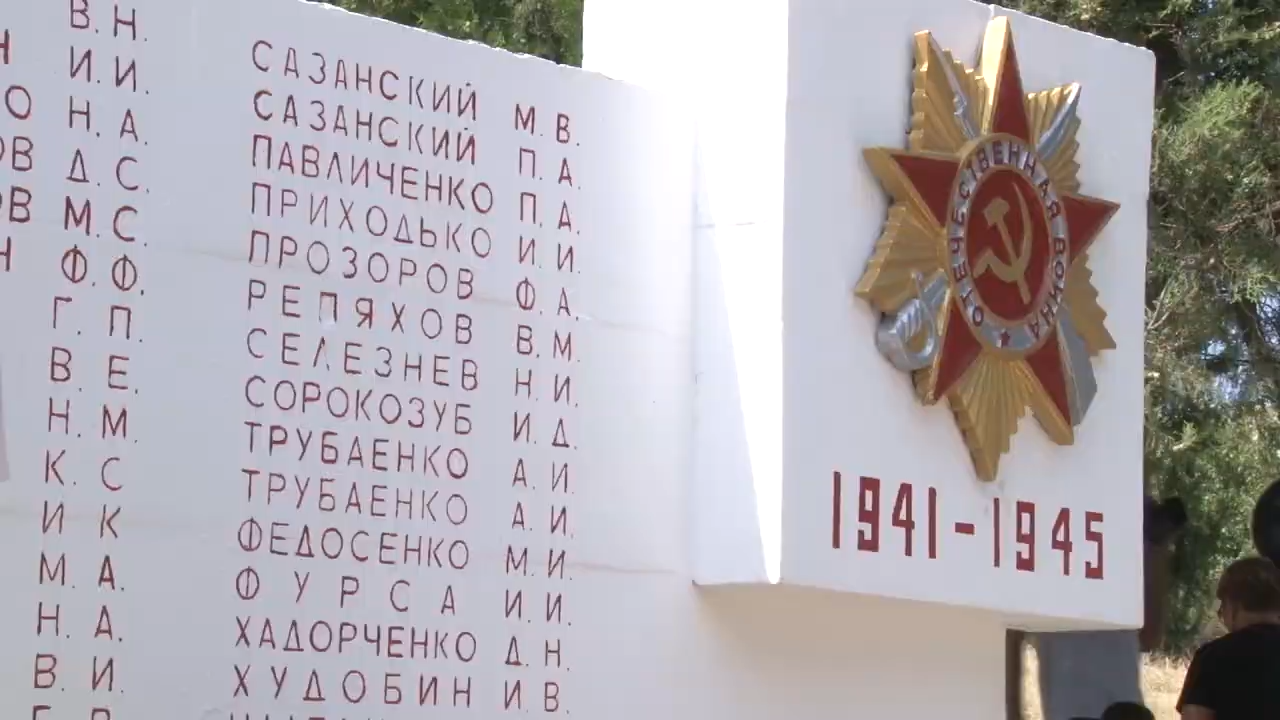 В. Н.
И. И.
Н. А.
Д. С.
М. С.
Ф. Ф.
Г. П.
В. Е.
Н. М.
К. С
И К
М. А.
Н. А.
В. И.
САЗАНСКИЙ М. В.
САЗАНСКИЙ П. А.
ПАВЛИЧЕНКО П. А.
ПРИХОДЬКО И. И.
ПРОЗОРОВ Ф. А.
РЕПЯХОВ В. М.
СЕЛЕЗНЕВ Н. И.
СОРОКОЗУБ И. Д.
ТРУБАЕНКО А. И.
ТРУБАЕНКО А. И.
ФЕДОСЕНКО М. И.
ФУРСА И. И.
ХАДОРЧЕНКО Д. Н.
ХУДОБИН И. В.
ОТЕЧЕСТВЕННАЯ ВОЙНА
1941-1945